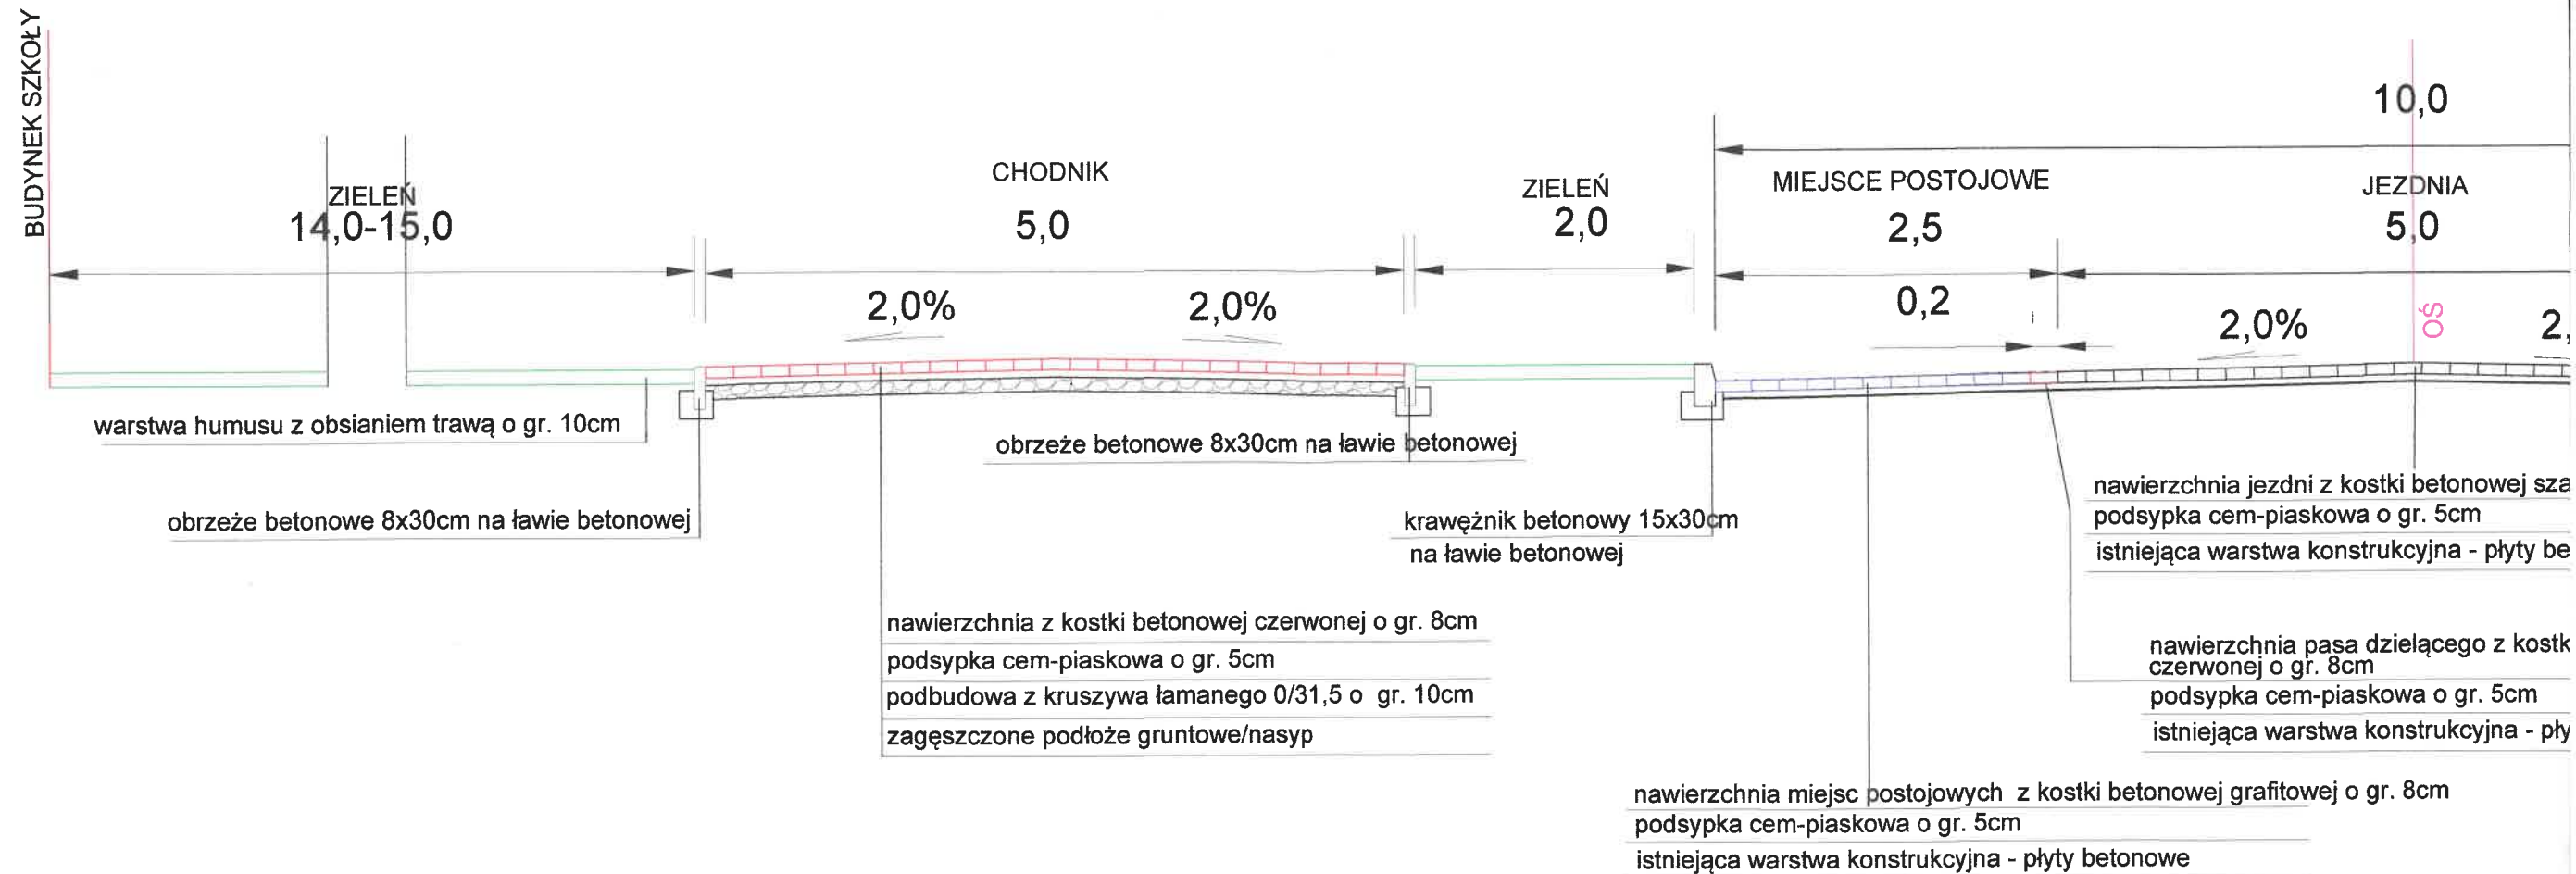 BUDYNEK SZKOŁY
ZIELEŃ
14,0-15,0
CHODNIK
5,0
2,0%
2,0%
ZIELEŃ
2,0
10,0
MIEJSCE POSTOJOWE
2,5
0,2
JEZDNIA
5,0
2,0%
OŚ
2,
warstwa humusu z obsianiem trawą o gr. 10cm
obrzeże betonowe 8x30cm na ławie betonowej
obrzeże betonowe 8x30cm na ławie betonowej
krawężnik betonowy 15x30cm
na ławie betonowej
nawierzchnia z kostki betonowej czerwonej o gr. 8cm
podsypka cem-piaskowa o gr. 5cm
podbudowa z kruszywa łamanego 0/31,5 o gr. 10cm
zagęszczone podłoże gruntowe/nasyp
nawierzchnia jezdni z kostki betonowej sza
podsypka cem-piaskowa o gr. 5cm
istniejąca warstwa konstrukcyjna - płyty be
nawierzchnia pasa dzielącego z kostk
czerwonej o gr. 8cm
podsypka cem-piaskowa o gr. 5cm
istniejąca warstwa konstrukcyjna - pły
nawierzchnia miejsc postojowych z kostki betonowej grafitowej o gr. 8cm
podsypka cem-piaskowa o gr. 5cm
istniejąca warstwa konstrukcyjna - płyty betonowe